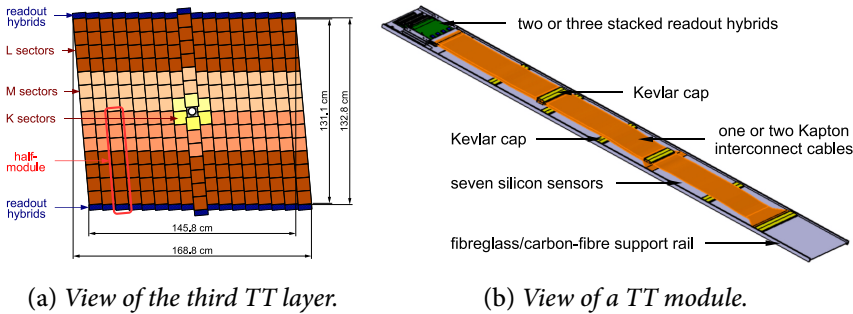 readout
hybrids
L sectors
M sectors
K sectors
half-
module
readout
hybrids
131.1 cm
132.8 cm
145.8 cm
168.8 cm
two or three stacked readout hybrids
Kevlar cap
Kevlar cap
one or two Kapton
interconnect cables
seven silicon sensors
fibreglass/carbon-fibre support rail
(a) View of the third TT layer.
(b) View of a TT module.